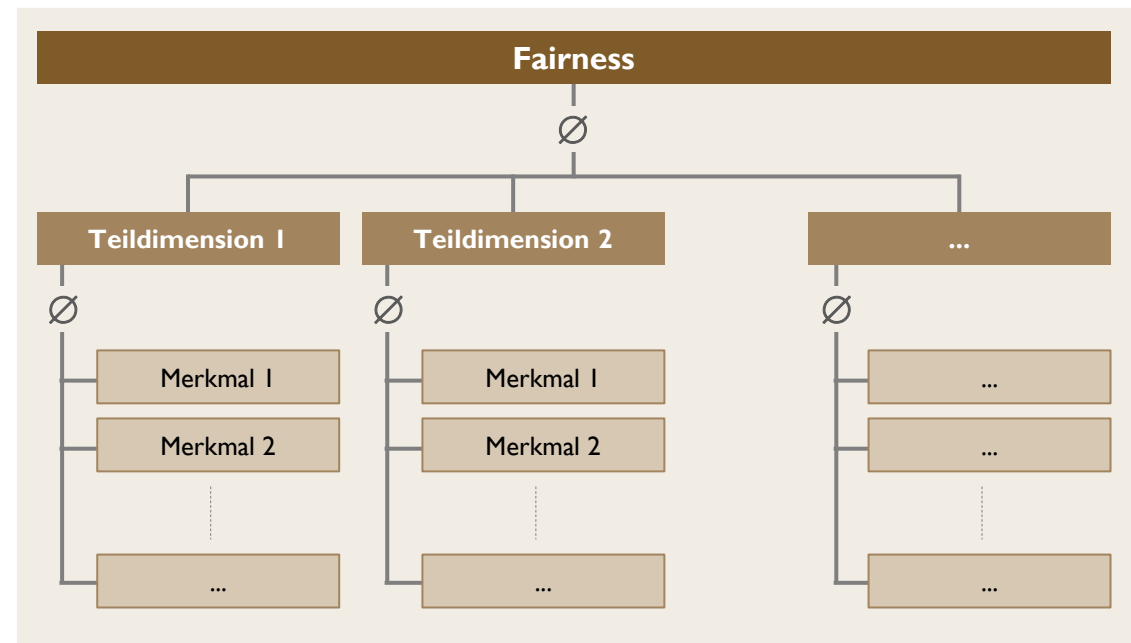 Fairness
∅
Teildimension 1
Teildimension 2
...
∅
∅
∅
Merkmal 1
Merkmal 1
...
Merkmal 2
Merkmal 2
...
...
...
...